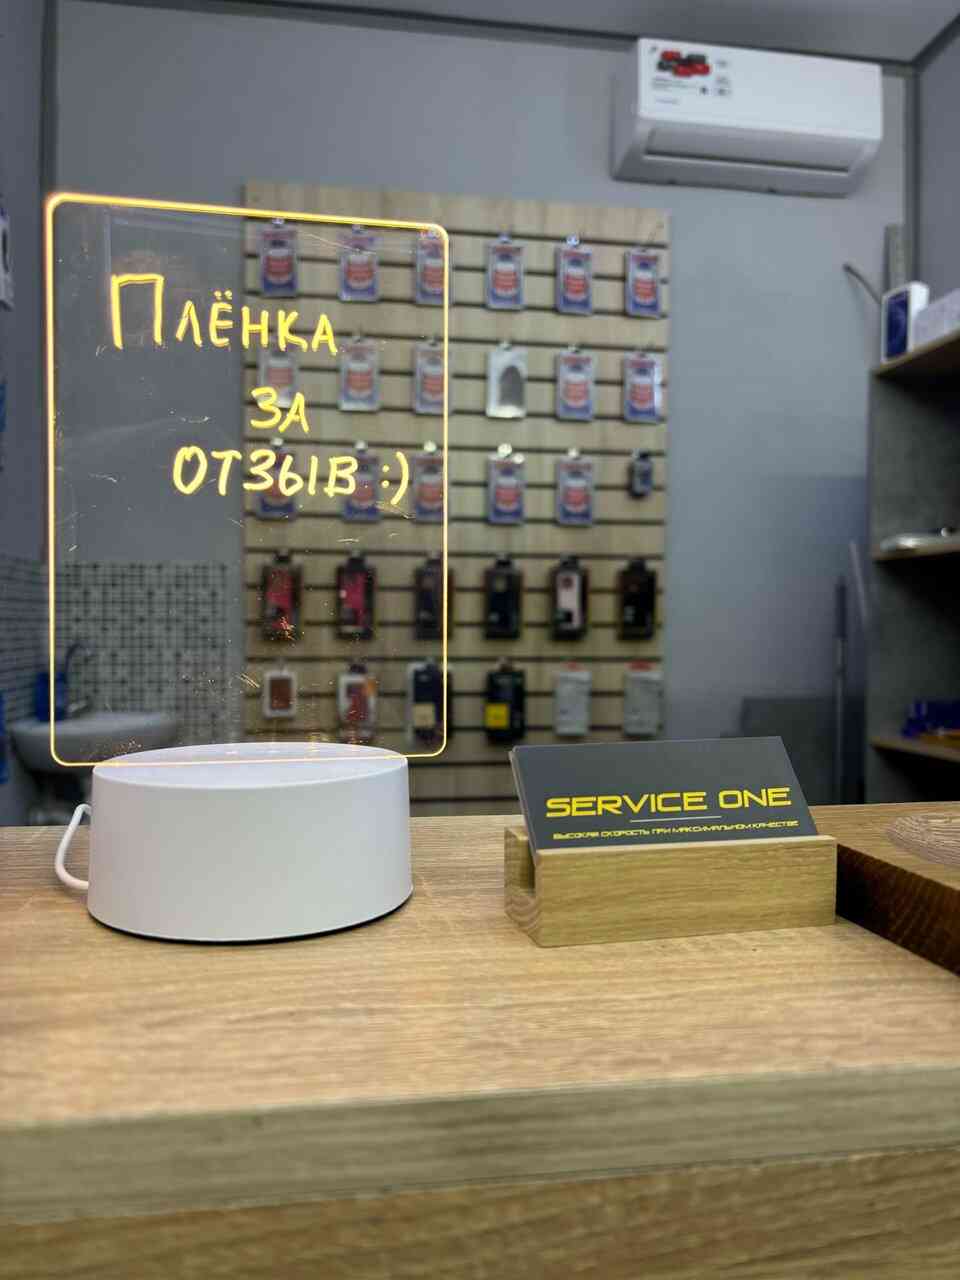 Плёнка
за
отзыв :)
SERVICE ONE
ВЫСОКАЯ СКОРОСТЬ ПРИ МАКСИМАЛЬНОМ КАЧЕСТВЕ